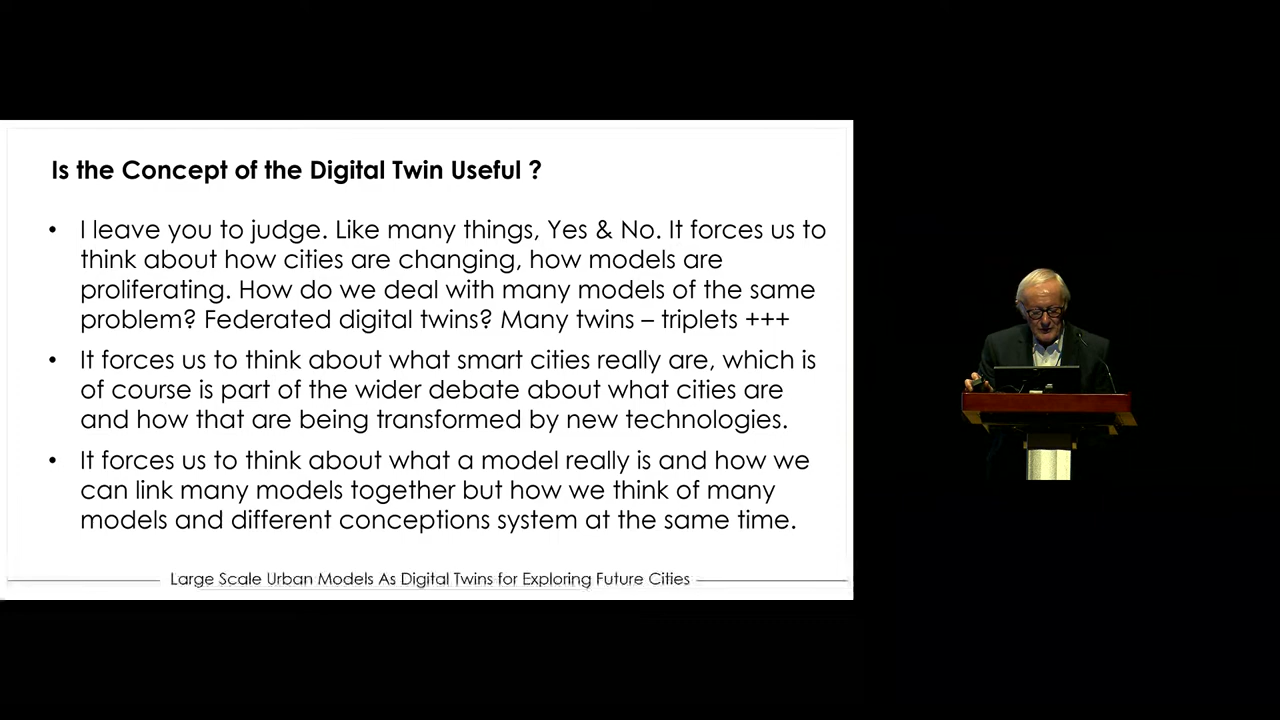 Is the Concept of the Digital Twin Useful ?
• I leave you to judge. Like many things, Yes & No. It forces us to
think about how cities are changing, how models are
proliferating. How do we deal with many models of the same
problem? Federated digital twins? Many twins – triplets +++
• It forces us to think about what smart cities really are, which is
of course is part of the wider debate about what cities are
and how that are being transformed by new technologies.
• It forces us to think about what a model really is and how we
can link many models together but how we think of many
models and different conceptions system at the same time.
Large Scale Urban Models As Digital Twins for Exploring Future Cities